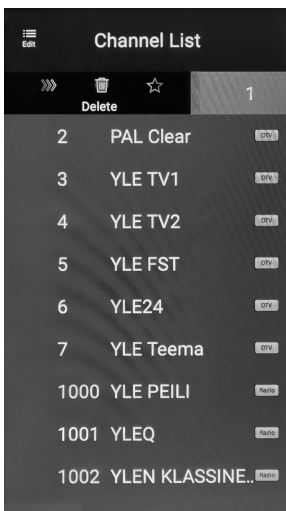 Edit
Channel List
Delete
1
2 PAL Clear DTV
3 YLE TV1 DTV
4 YLE TV2 DTV
5 YLE FST DTV
6 YLE24 DTV
7 YLE Teema DTV
1000 YLE PEILI Radio
1001 YLEQ Radio
1002 YLEN KLASSINE.. Radio